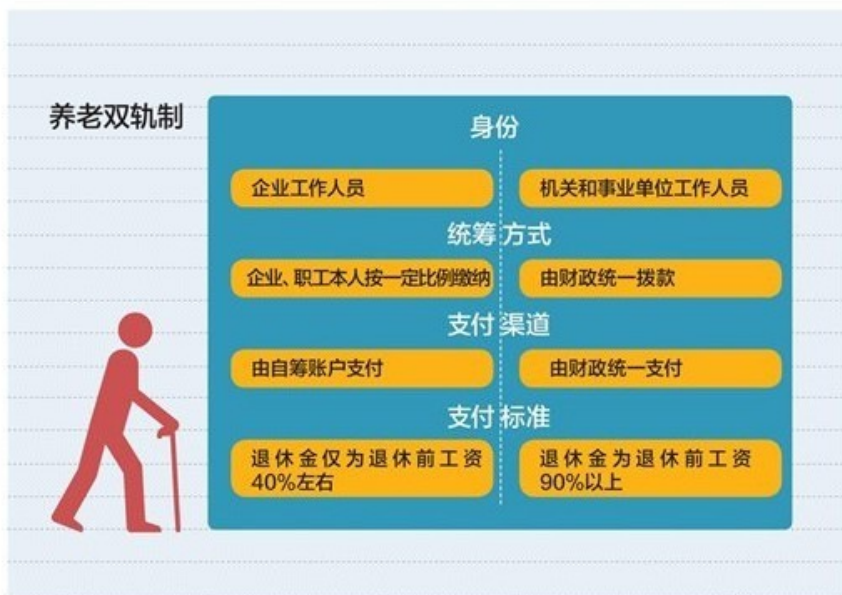 养老双轨制
身份
企业工作人员
机关和事业单位工作人员
统筹方式
企业、职工本人按一定比例缴纳
由财政统一拨款
支付渠道
由自筹账户支付
由财政统一支付
支付标准
退休金仅为退休前工资
40%左右
退休金为退休前工资
90%以上